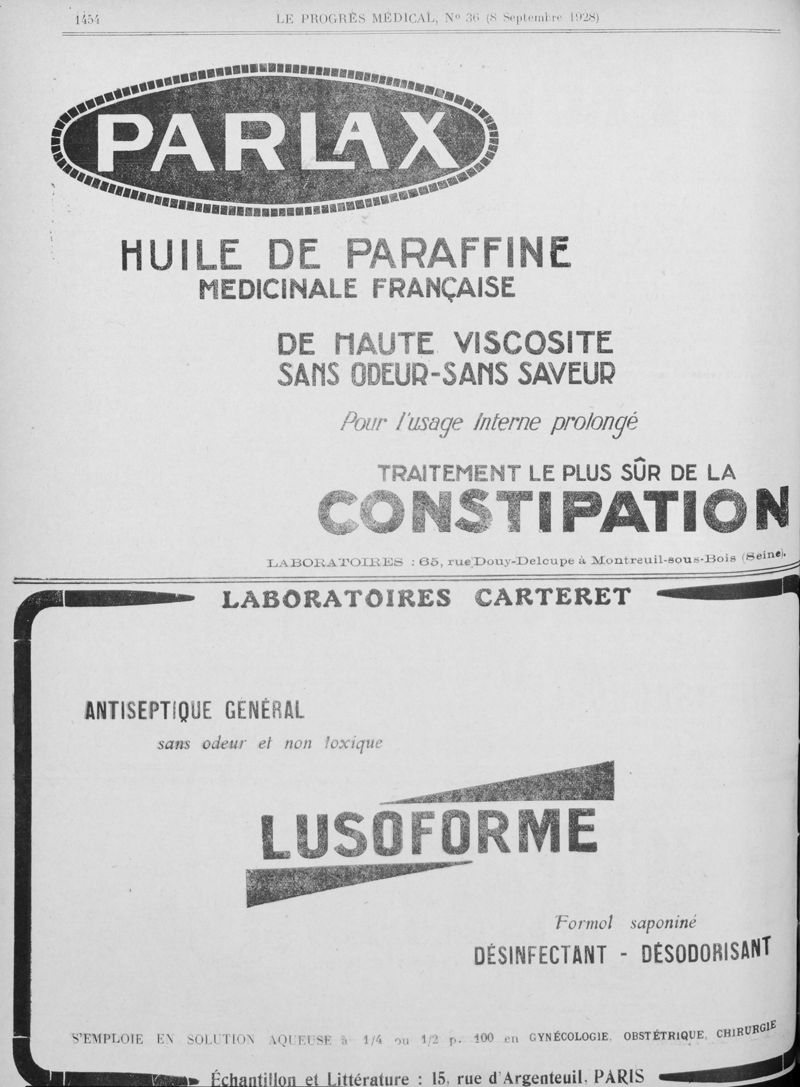 1454
LE PROGRÈS MÉDICAL, Nº 36 (8 Septembre 1928)
PARLAX
HUILE DE PARAFFINE
MEDICINALE FRANÇAISE
DE HAUTE VISCOSITE
SANS ODEUR-SANS SAVEUR
Pour l'usage Interne prolongé
TRAITEMENT LE PLUS SÛR DE LA
CONSTIPATION
LABORATOIRES : 65, rue Douy-Delcupe à Montreuil-sous-Bois (Seine).
LABORATOIRES CARTERET
ANTISEPTIQUE GÉNÉRAL
sans odeur et non toxique
LUSOFORME
Formol saponiné
DÉSINFECTANT - DÉSODORISANT
S'EMPLOIE EN SOLUTION AQUEUSE à 1/4 ou 1/2 p. 100 en GYNÉCOLOGIE, OBSTÉTRIQUE, CHIRURGIE
Échantillon et Littérature : 15, rue d'Argenteuil, PARIS